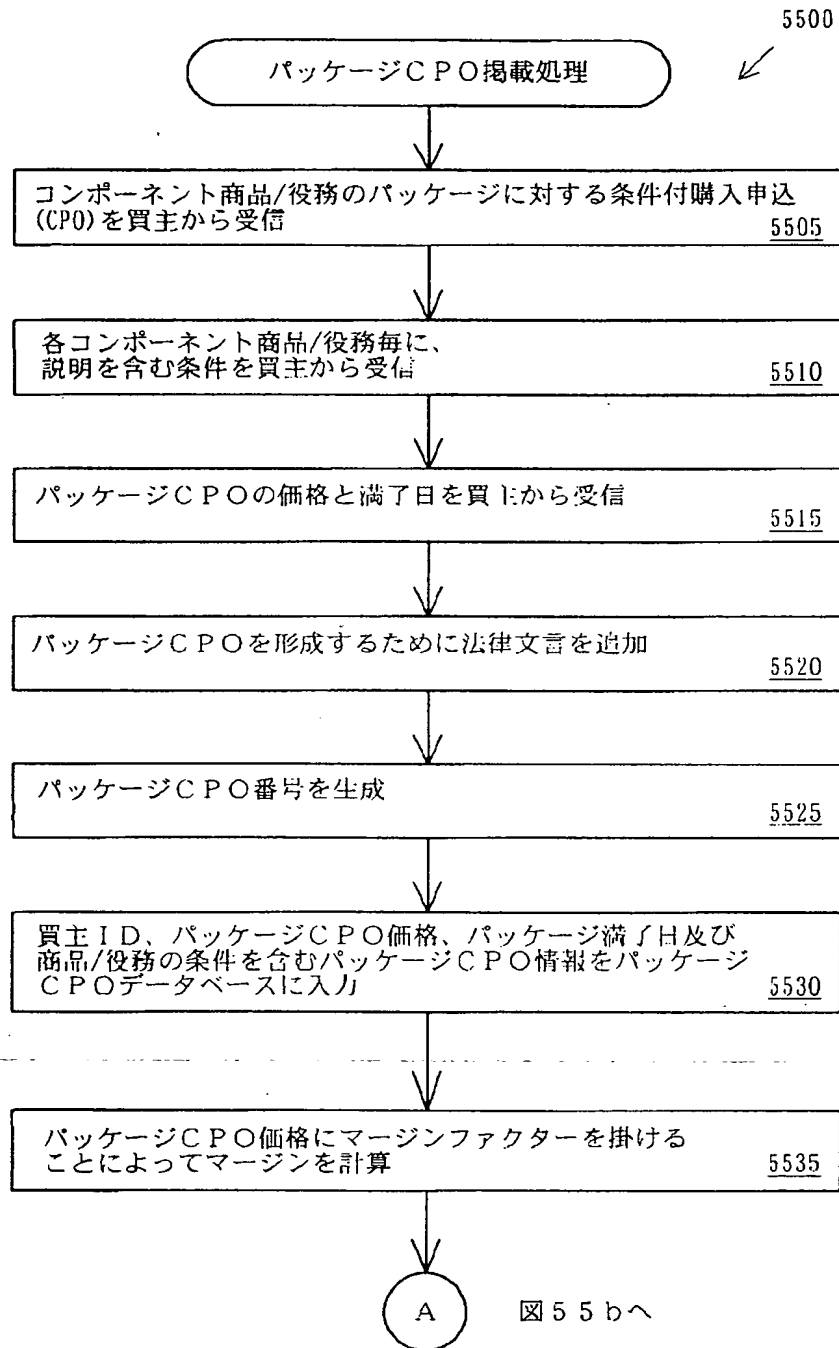 5500
パッケージCPO掲載処理
コンポーネント商品/役務のパッケージに対する条件付購入申込
(CPO)を買主から受信
5505
各コンポーネント商品/役務毎に、
説明を含む条件を買主から受信
5510
パッケージCPOの価格と満了日を買主から受信
5515
パッケージCPOを形成するために法律文言を追加
5520
パッケージCPO番号を生成
5525
買主ID、パッケージCPO価格、パッケージ満了日及び
商品/役務の条件を含むパッケージCPO情報をパッケージ
CPOデータベースに入力
5530
パッケージCPO価格にマージンファクターを掛ける
ことによってマージンを計算
5535
A
図55bへ